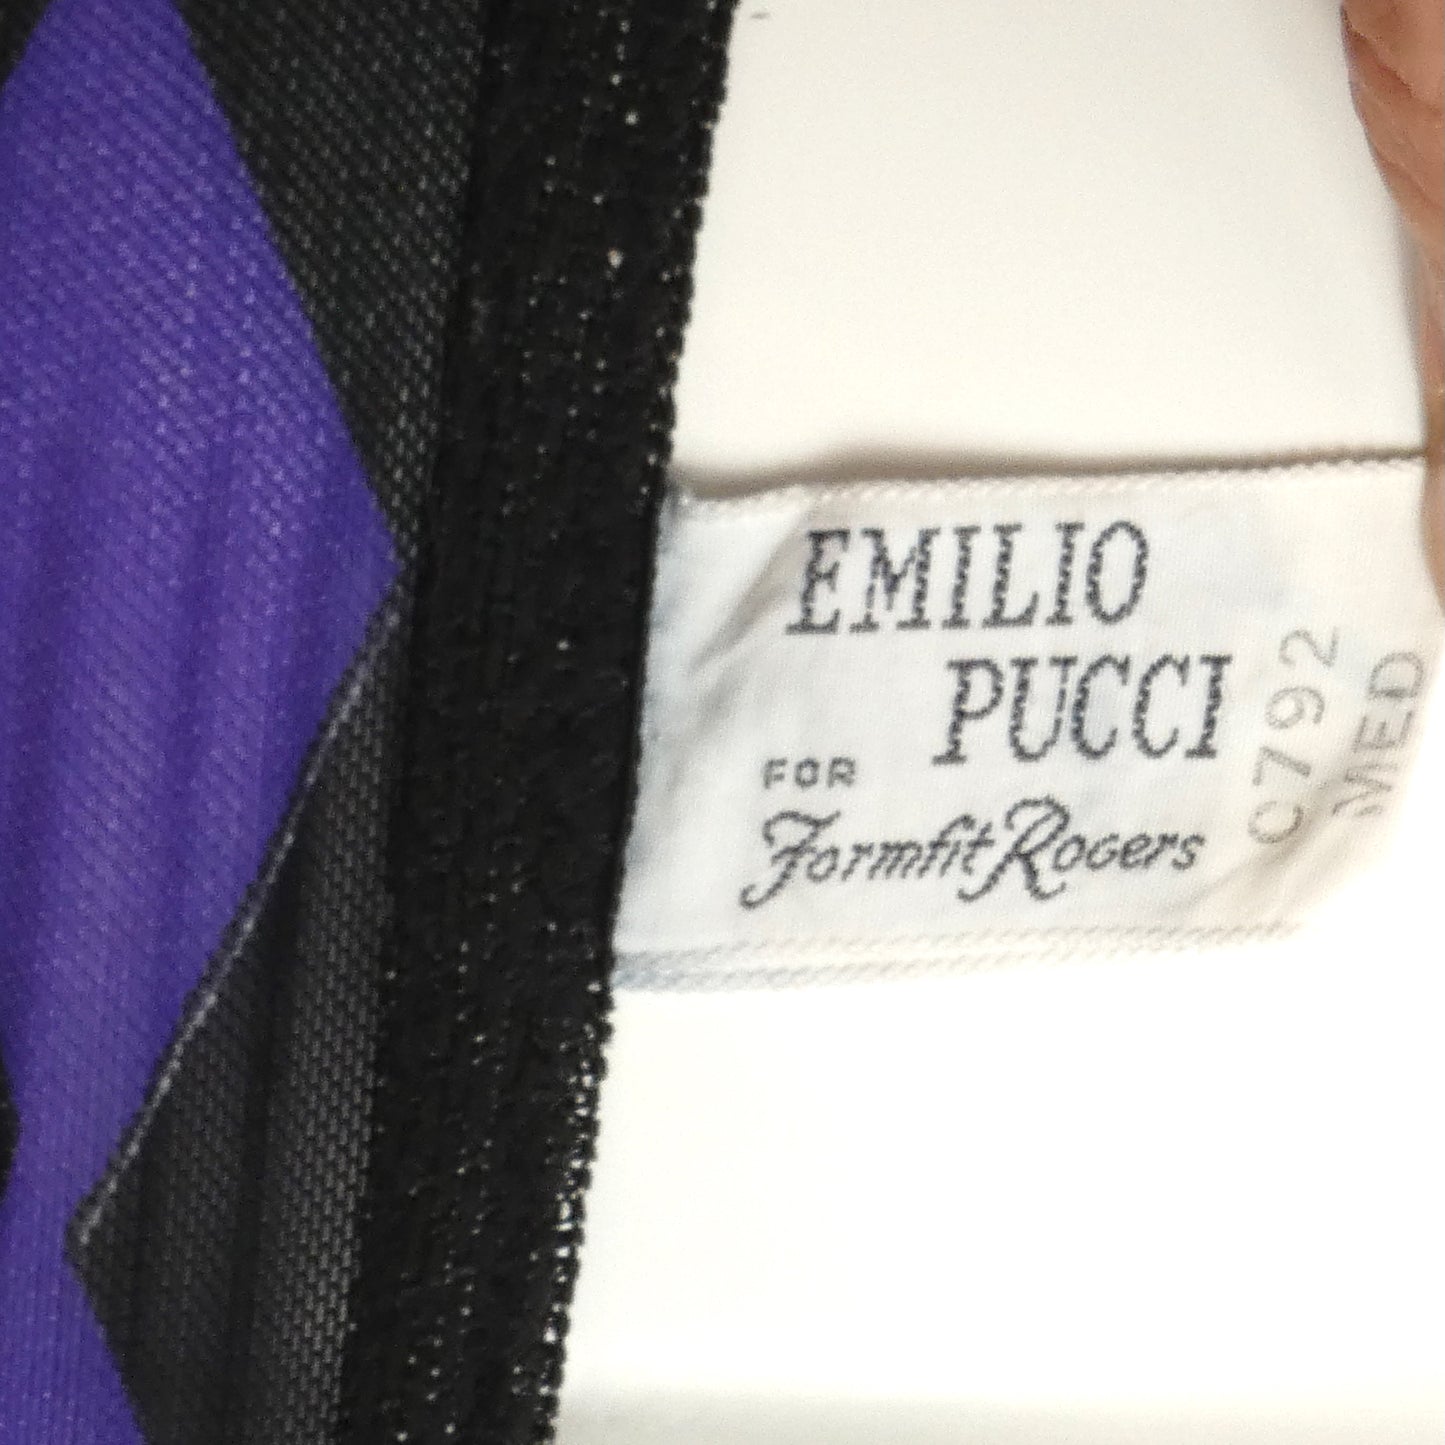 EMILIO
PUCCI
FOR
Formfit Rogers
C792
MED